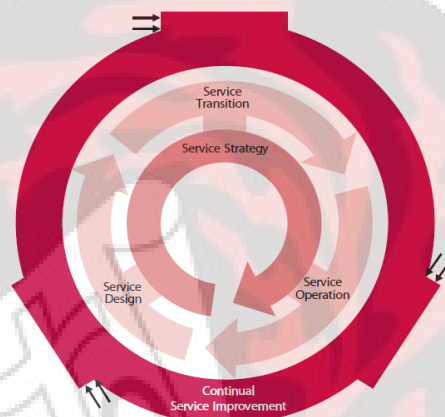 Service
Transition
Service Strategy
Service
Design
Service
Operation
Continual
Service Improvement